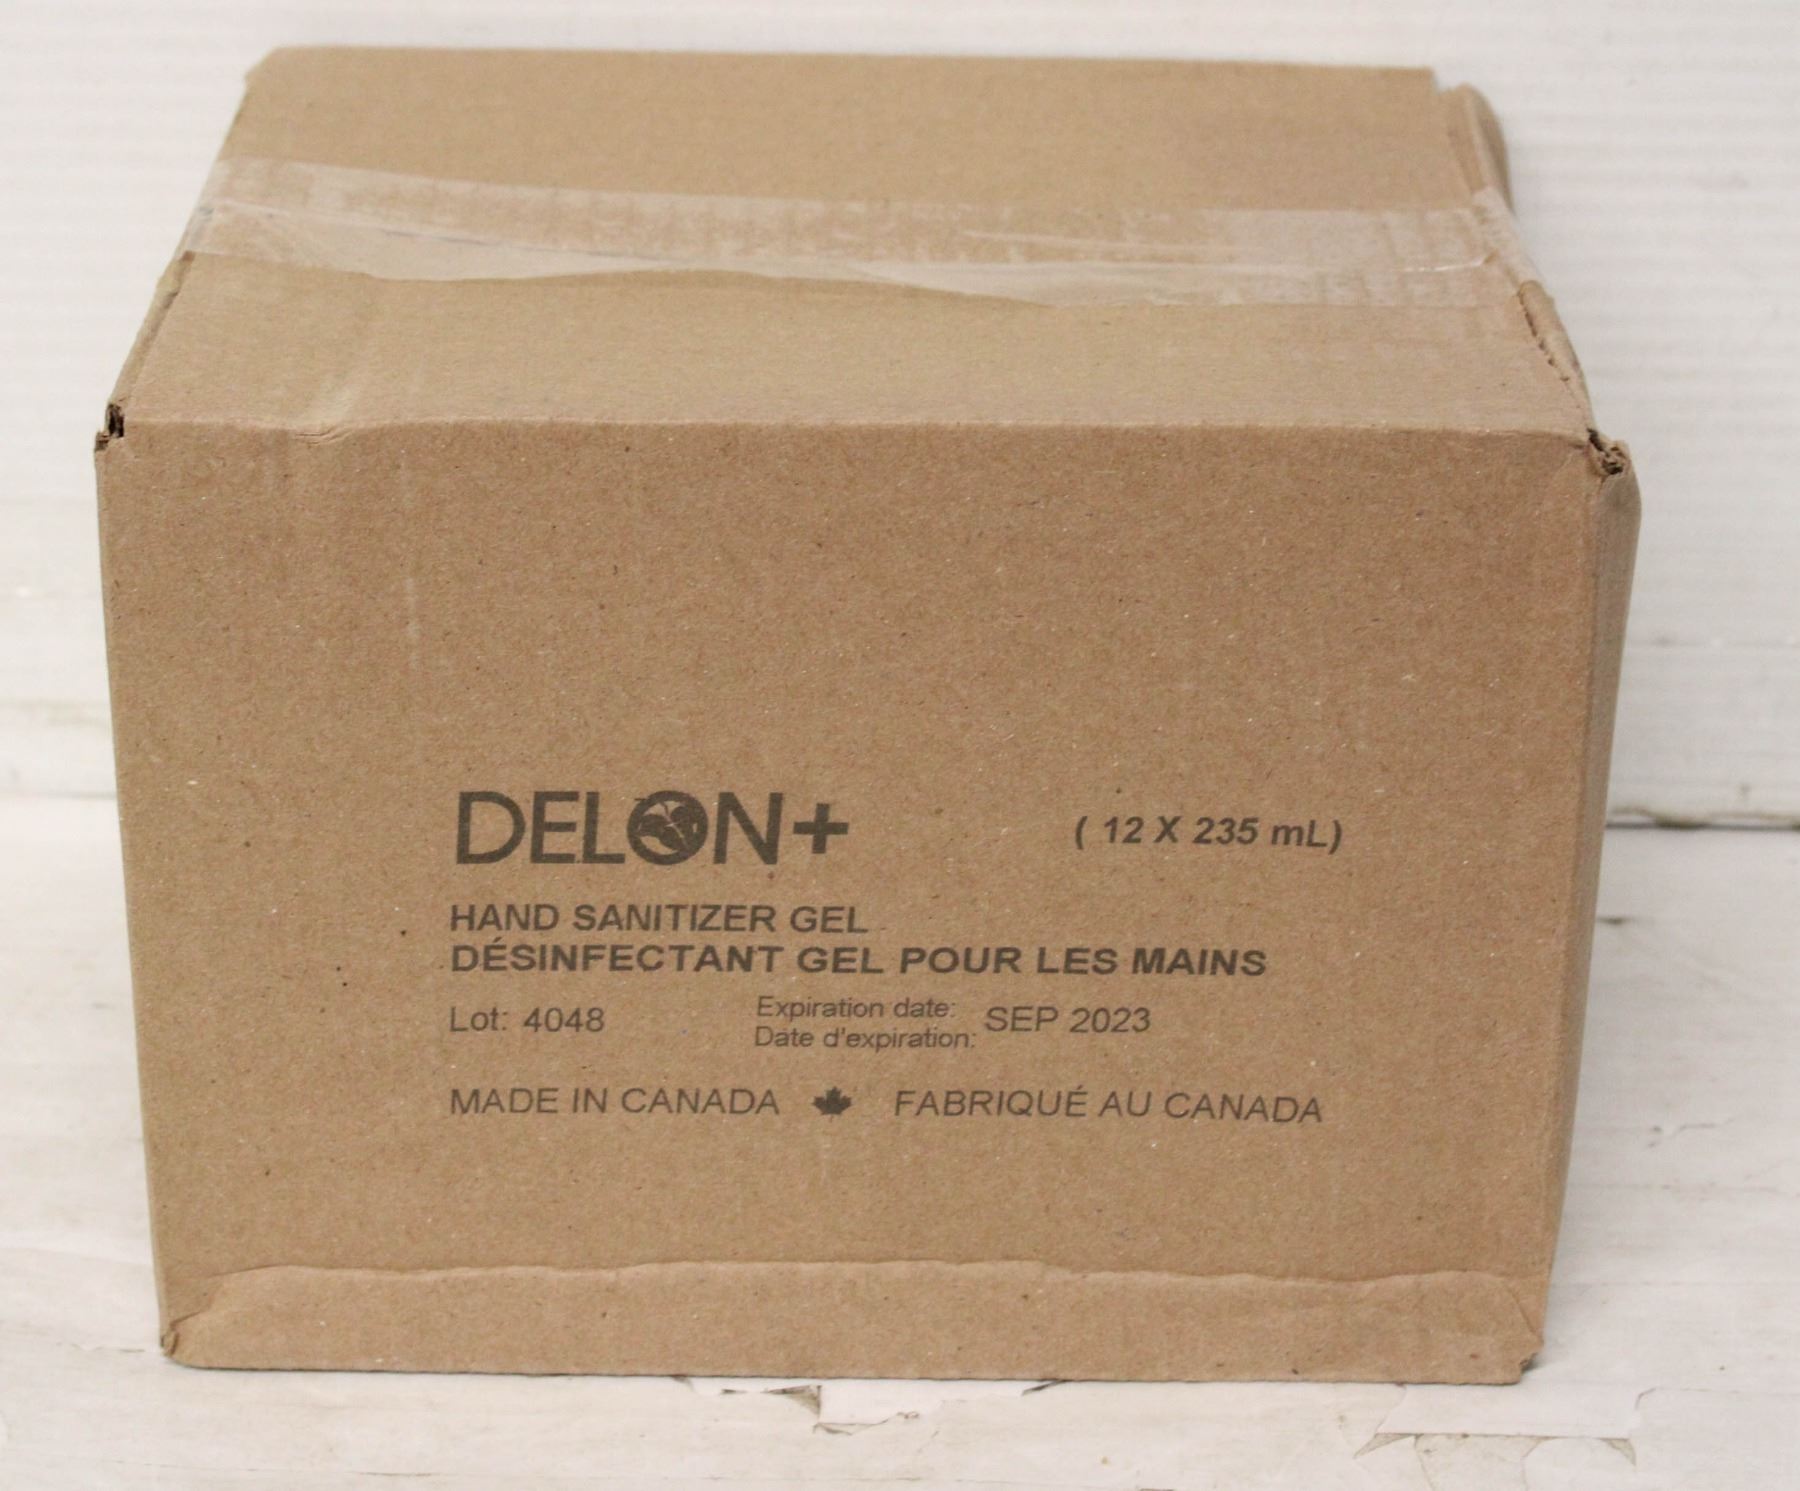 DELON+ ( 12 X 235 mL)
HAND SANITIZER GEL
DÉSINFECTANT GEL POUR LES MAINS
Lot: 4048 Expiration date: SEP 2023
Date d'expiration:
MADE IN CANADA FABRIQUÉ AU CANADA